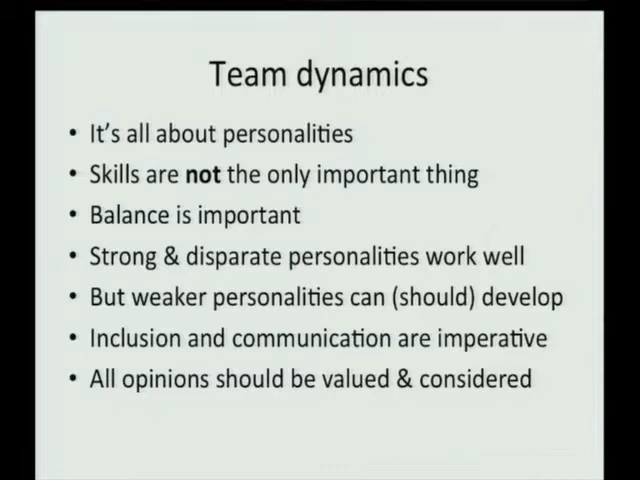 Team dynamics
• It's all about personalities
• Skills are not the only important thing
• Balance is important
• Strong & disparate personalities work well
• But weaker personalities can (should) develop
• Inclusion and communication are imperative
• All opinions should be valued & considered